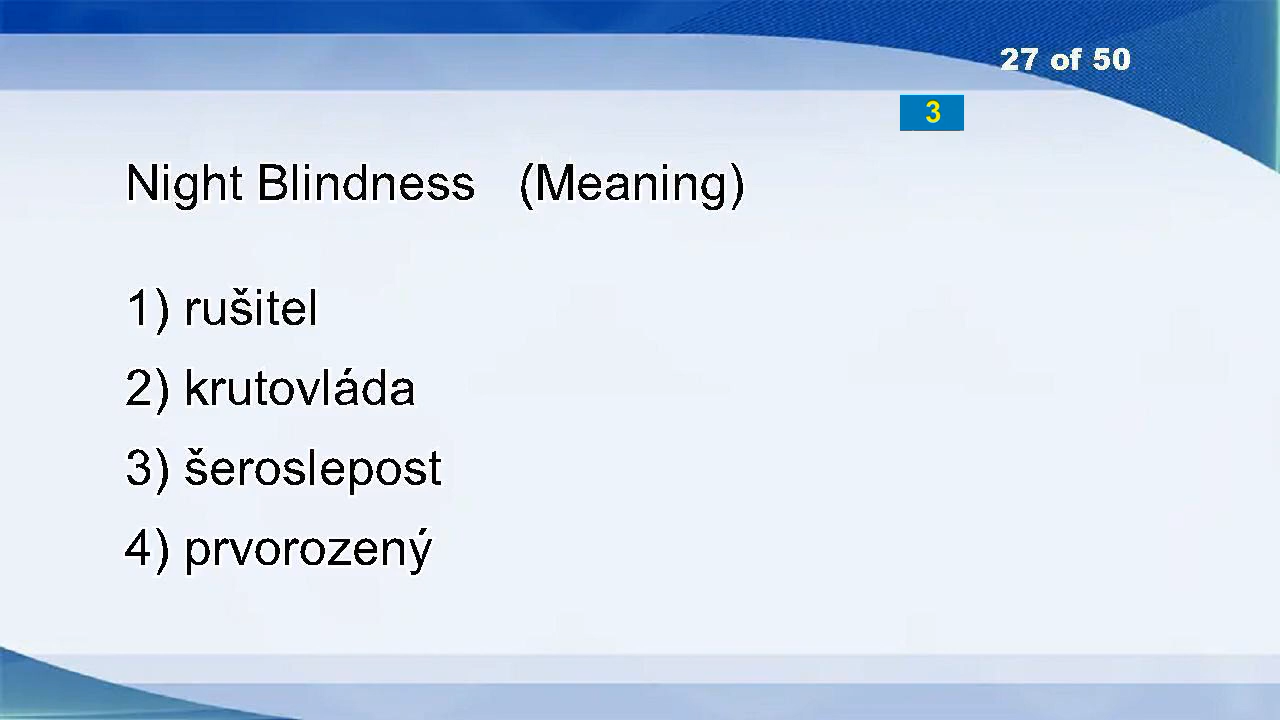 27 of 50
3
Night Blindness (Meaning)
1) rušitel
2) krutovláda
3) šeroslepost
4) prvorozený